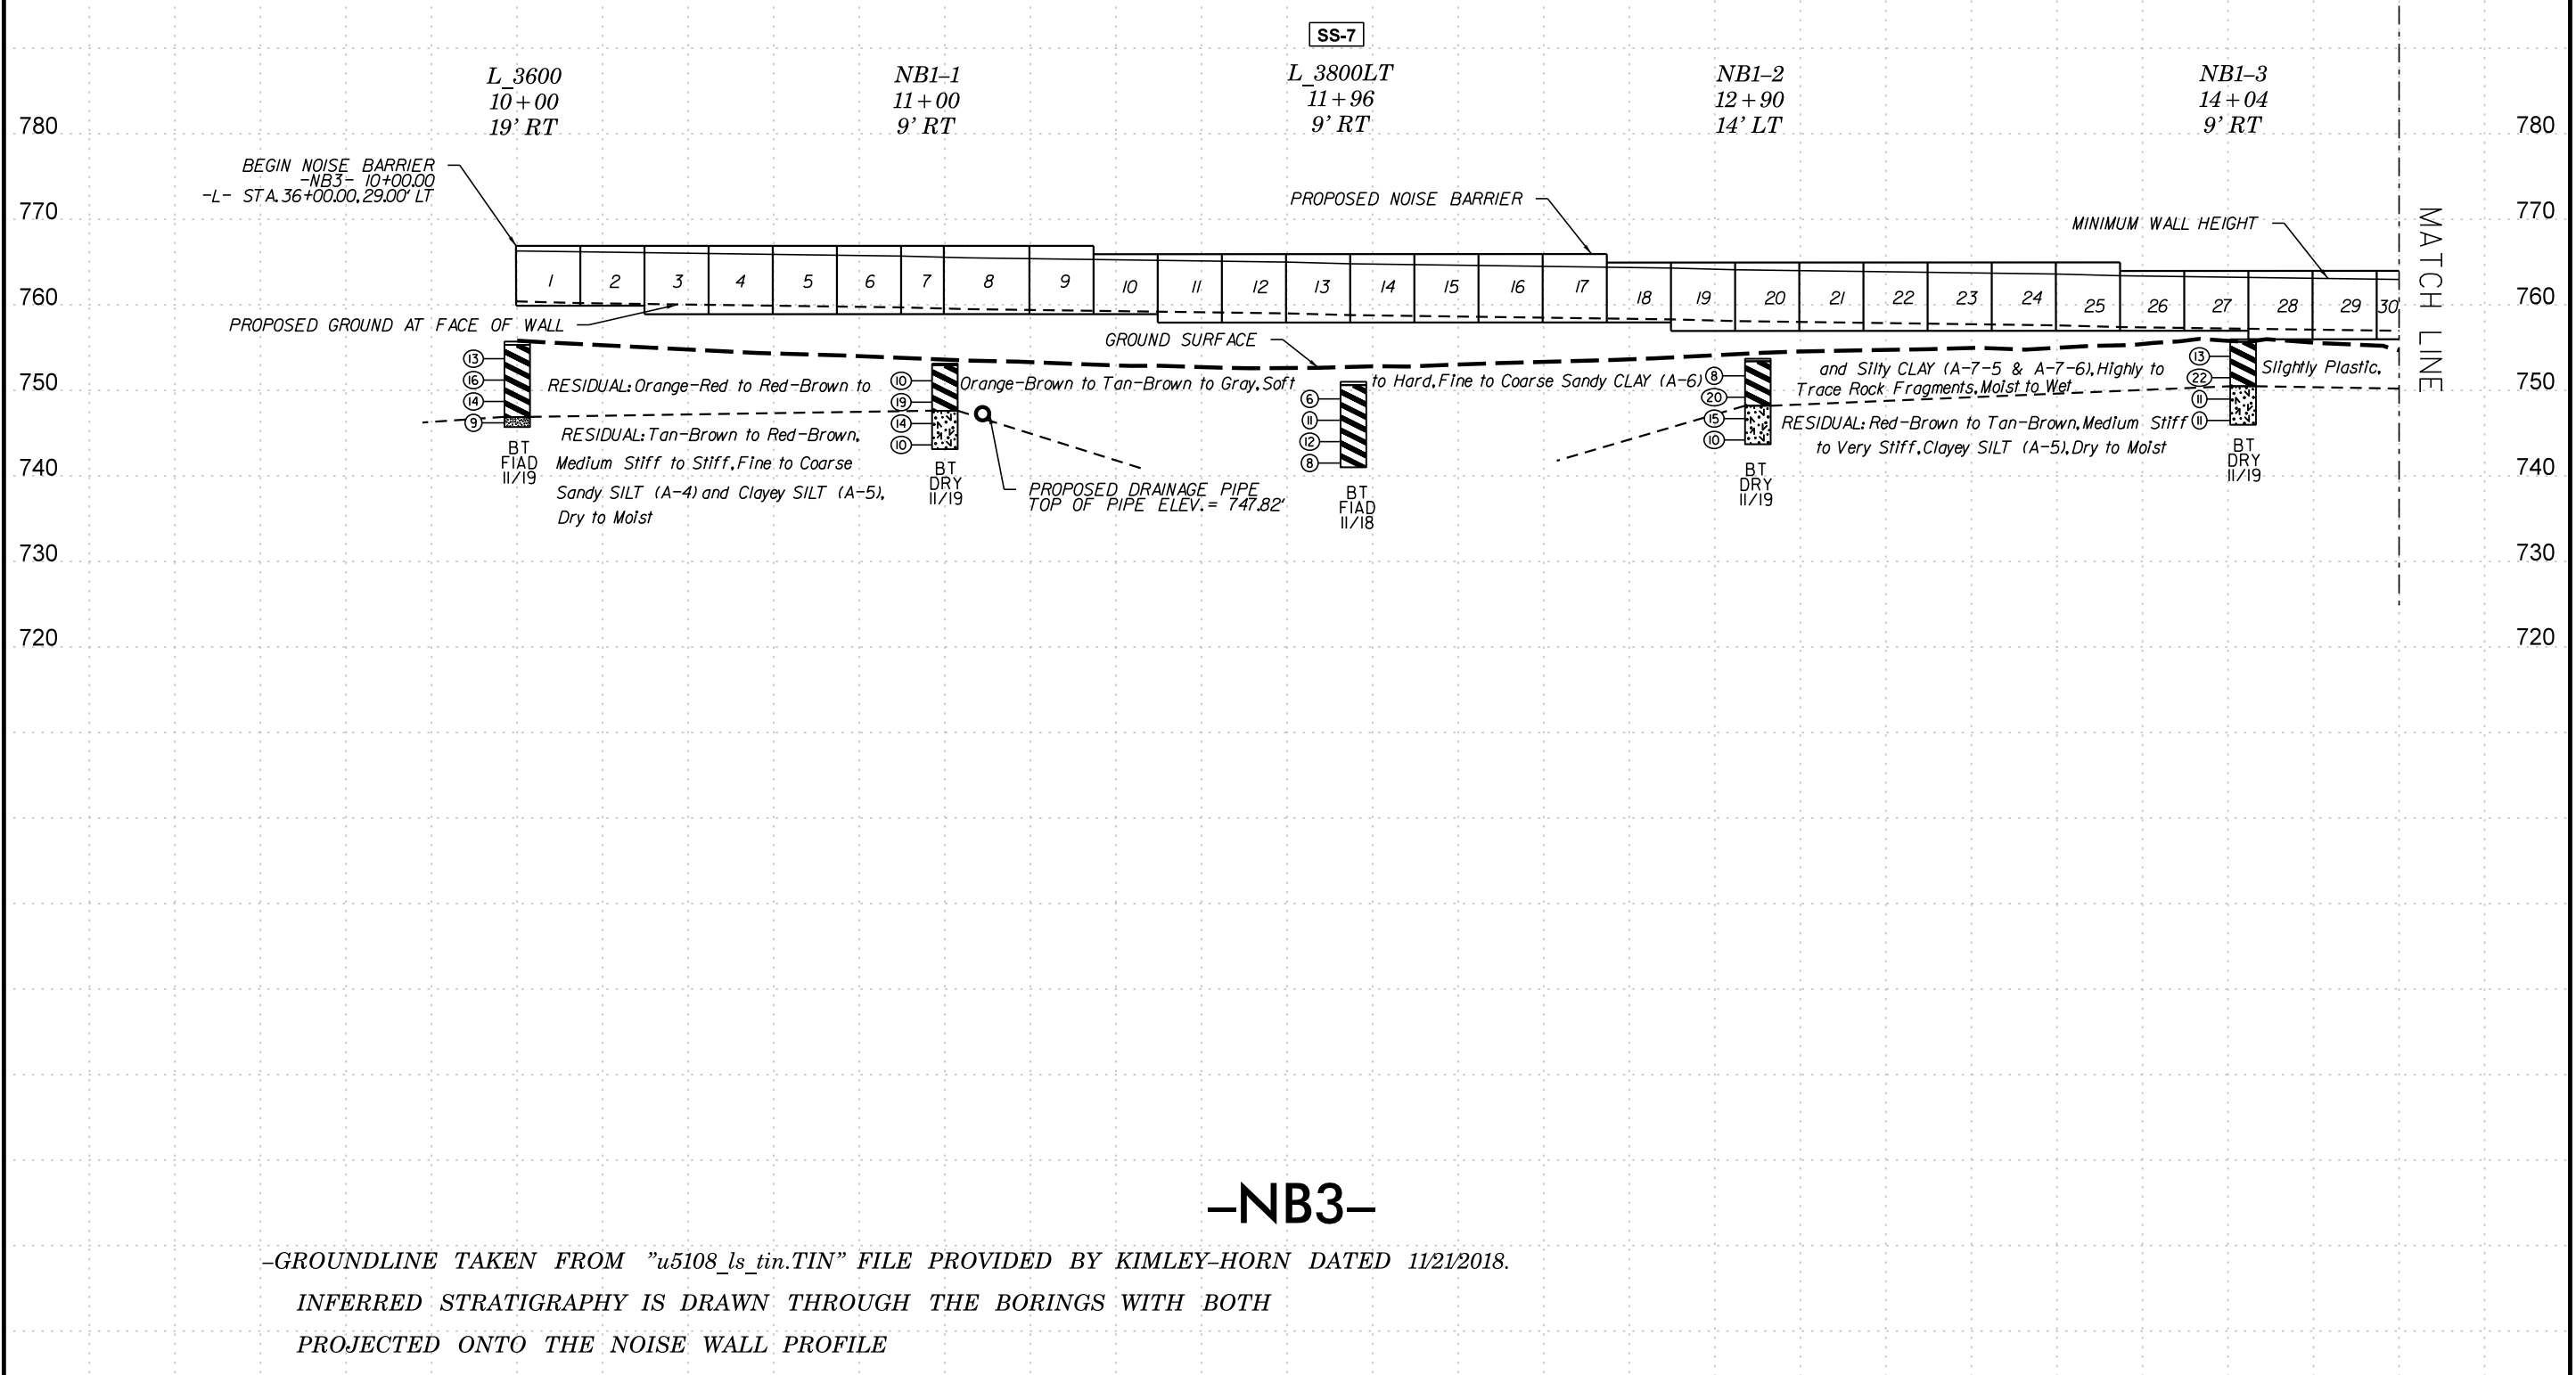 SS-7
L_3600
10+00
19' RT
NB1-1
11+00
9' RT
L_3800LT
11+96
9' RT
NB1-2
12+90
14' LT
NB1-3
14+04
9' RT
780
780
BEGIN NOISE BARRIER
-NB3- 10+00.00
-L- STA.36+00.00,29.00' LT
PROPOSED NOISE BARRIER
MINIMUM WALL HEIGHT
MATCH LINE
770
770
1 2 3 4 5 6 7 8 9 10 11 12 13 14 15 16 17 18 19 20 21 22 23 24 25 26 27 28 29 30
760
760
PROPOSED GROUND AT FACE OF WALL
GROUND SURFACE
750
750
13
16
14
9
BT
FIAD
11/19
RESIDUAL: Orange-Red to Red-Brown to
Orange-Brown to Tan-Brown to Gray, Soft
to Hard, Fine to Coarse Sandy CLAY (A-6)
and Silty CLAY (A-7-5 & A-7-6), Highly to
Slightly Plastic,
Trace Rock Fragments, Moist to Wet
RESIDUAL: Tan-Brown to Red-Brown,
Medium Stiff to Stiff, Fine to Coarse
Sandy SILT (A-4) and Clayey SILT (A-5),
Dry to Moist
10
19
14
10
BT
DRY
11/19
PROPOSED DRAINAGE PIPE
TOP OF PIPE ELEV.= 747.82'
6
11
12
8
BT
FIAD
11/18
8
20
15
10
BT
DRY
11/19
RESIDUAL: Red-Brown to Tan-Brown, Medium Stiff
to Very Stiff, Clayey SILT (A-5), Dry to Moist
13
22
11
11
BT
DRY
11/19
740
740
730
730
720
720
-NB3-
-GROUNDLINE TAKEN FROM "u5108_ls_tin.TIN" FILE PROVIDED BY KIMLEY-HORN DATED 11/21/2018.
INFERRED STRATIGRAPHY IS DRAWN THROUGH THE BORINGS WITH BOTH
PROJECTED ONTO THE NOISE WALL PROFILE